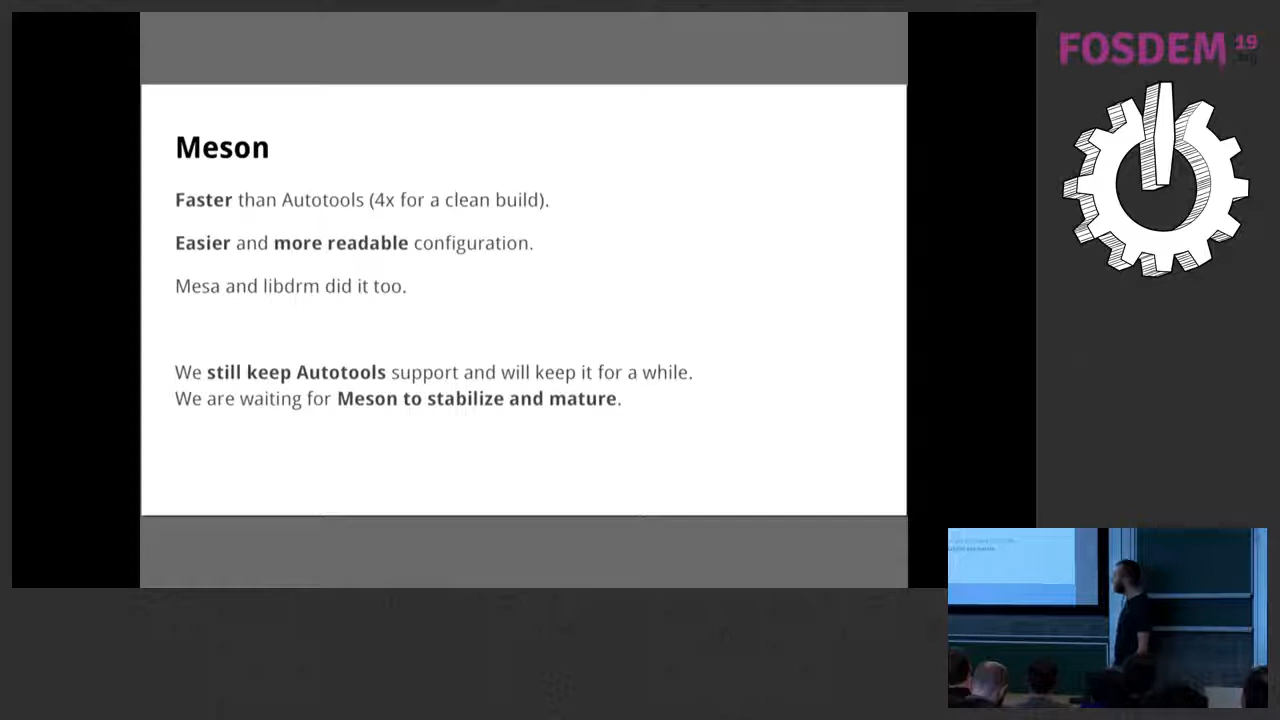 FOSDEM 19
.org
Meson
Faster than Autotools (4x for a clean build).
Easier and more readable configuration.
Mesa and libdrm did it too.
We still keep Autotools support and will keep it for a while.
We are waiting for Meson to stabilize and mature.